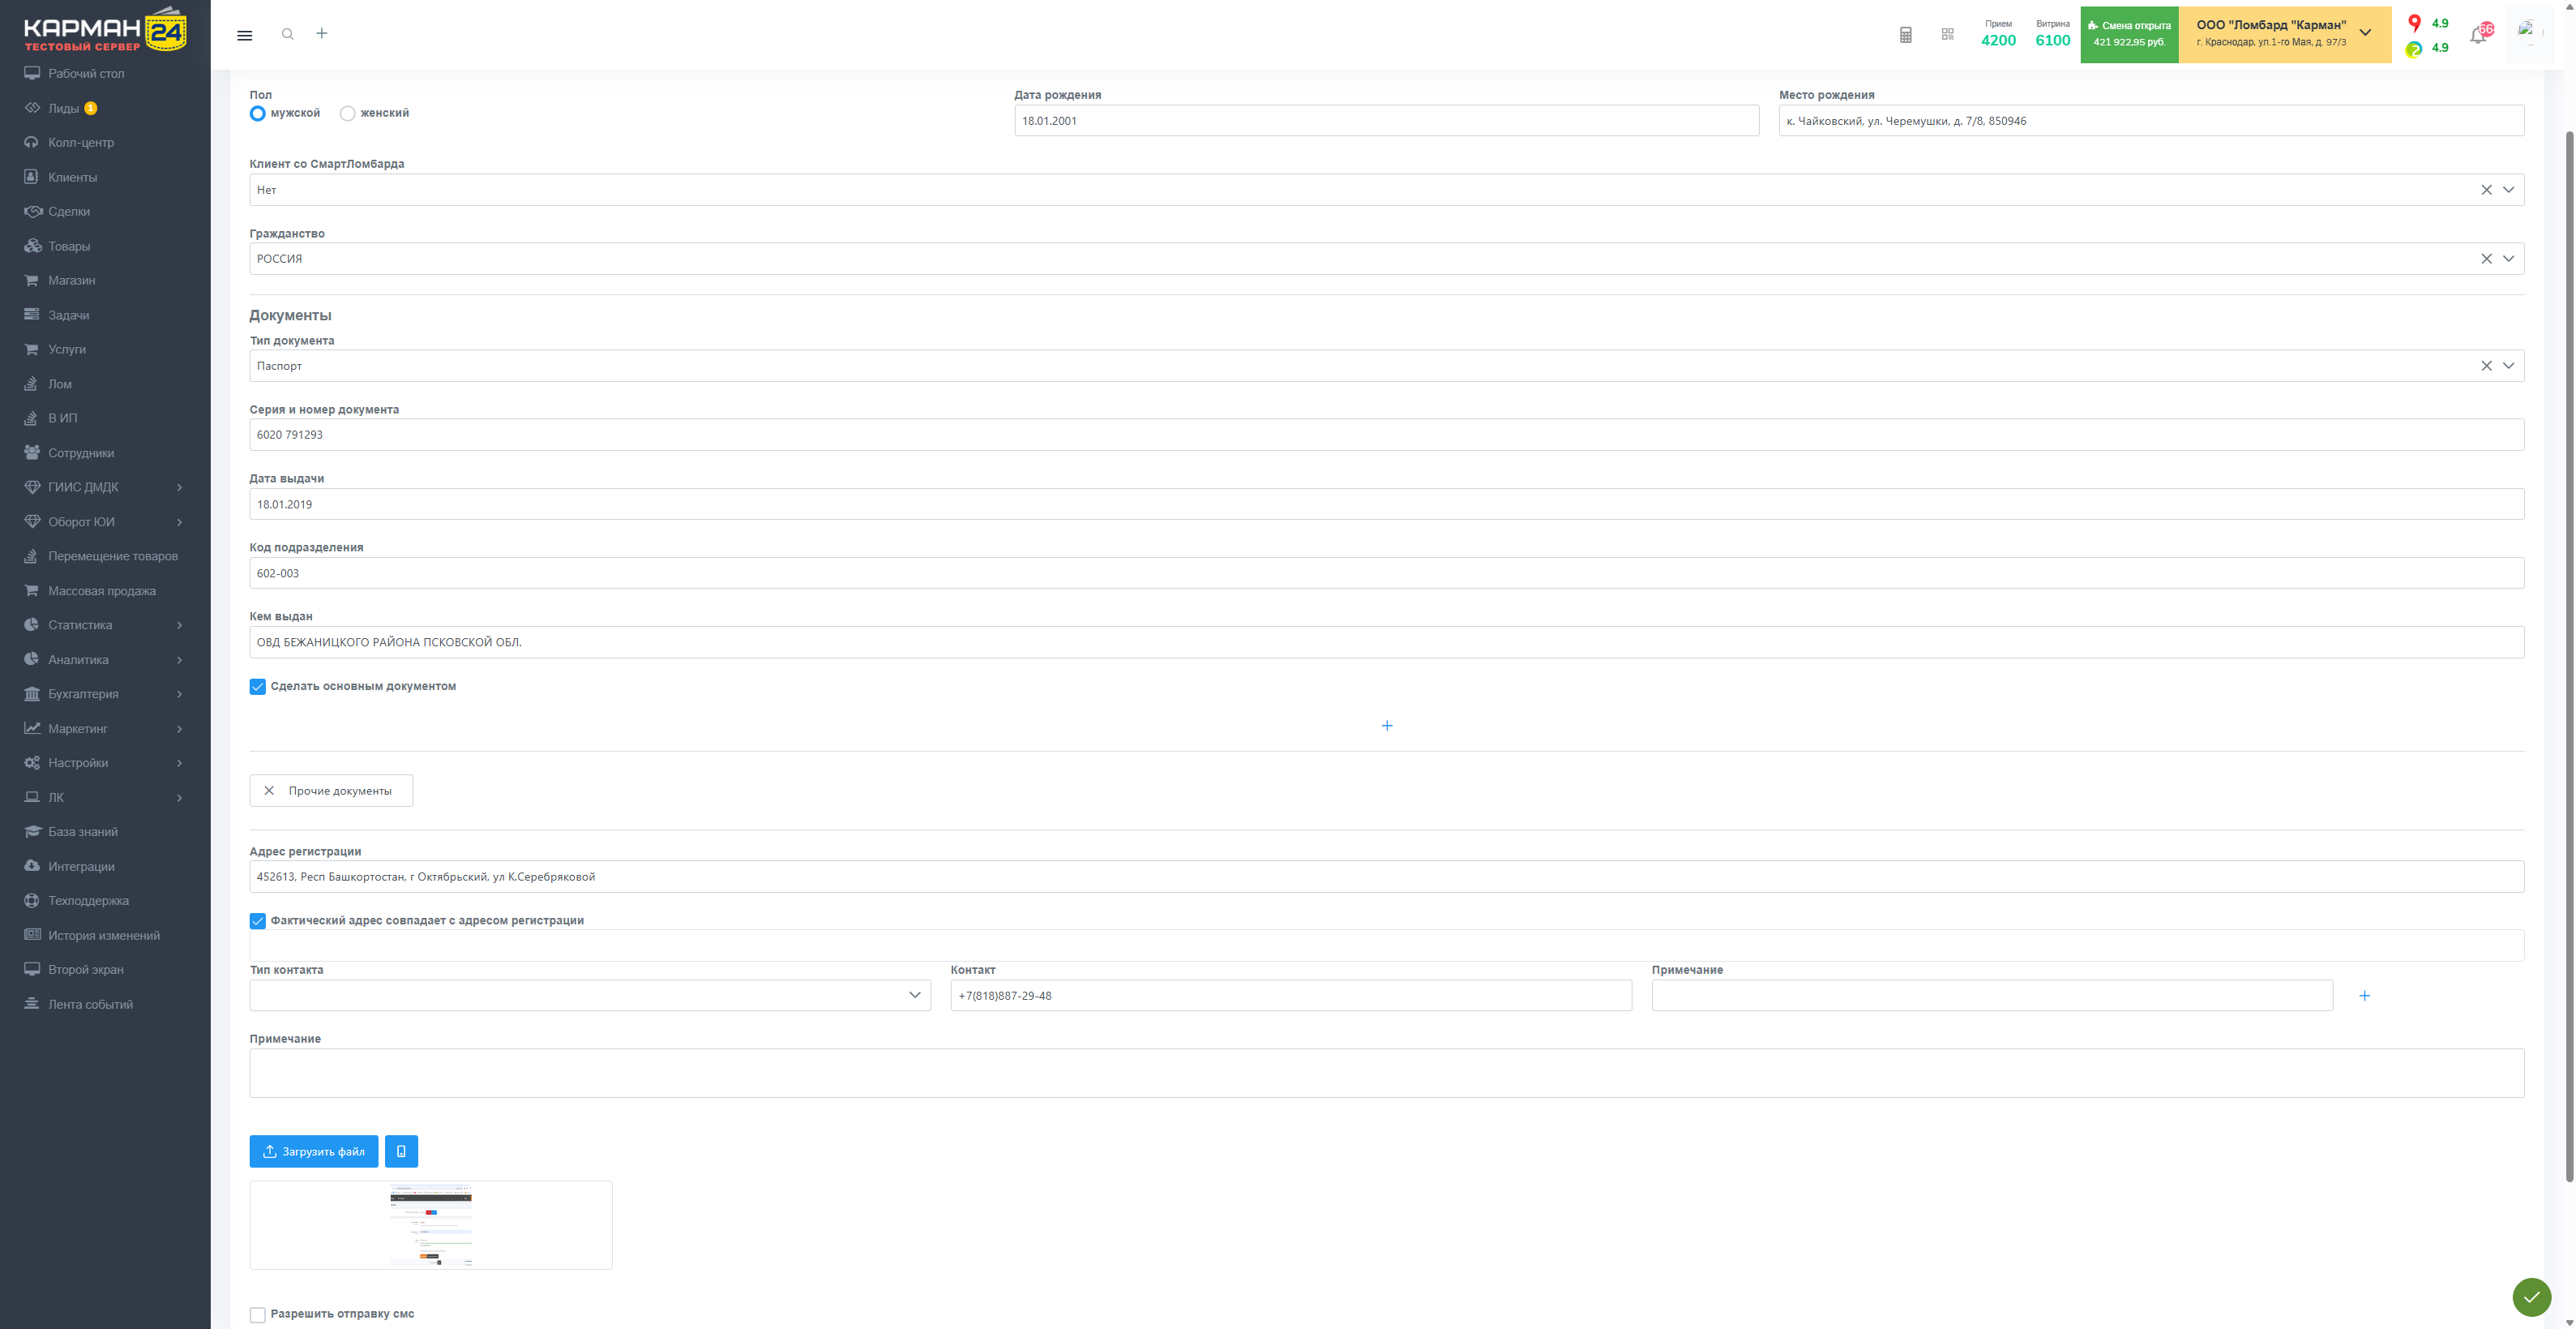 КАРМАН 24
ТЕСТОВЫЙ СЕРВЕР
Рабочий стол
Лиды 1
Колл-центр
Клиенты
Сделки
Товары
Магазин
Задачи
Услуги
Лом
В ИП
Сотрудники
ГИИС ДМДК
Оборот ЮИ
Перемещение товаров
Массовая продажа
Статистика
Аналитика
Бухгалтерия
Маркетинг
Настройки
ЛК
База знаний
Интеграции
Техподдержка
История изменений
Второй экран
Лента событий
Прием
4200
Витрина
6100
Смена открыта
421 922,95 руб.
ООО "Ломбард "Карман"
г. Краснодар, ул.1-го Мая, д. 97/3
4.9
4.9
Пол
мужской
женский
Дата рождения
18.01.2001
Место рождения
к. Чайковский, ул. Черемушки, д. 7/8, 850946
Клиент со СмартЛомбарда
Нет
Гражданство
РОССИЯ
Документы
Тип документа
Паспорт
Серия и номер документа
6020 791293
Дата выдачи
18.01.2019
Код подразделения
602-003
Кем выдан
ОВД БЕЖАНИЦКОГО РАЙОНА ПСКОВСКОЙ ОБЛ.
Сделать основным документом
Прочие документы
Адрес регистрации
452613, Респ Башкортостан, г Октябрьский, ул К.Серебряковой
Фактический адрес совпадает с адресом регистрации
Тип контакта
Контакт
+7(818)887-29-48
Примечание
Примечание
Загрузить файл
Разрешить отправку смс